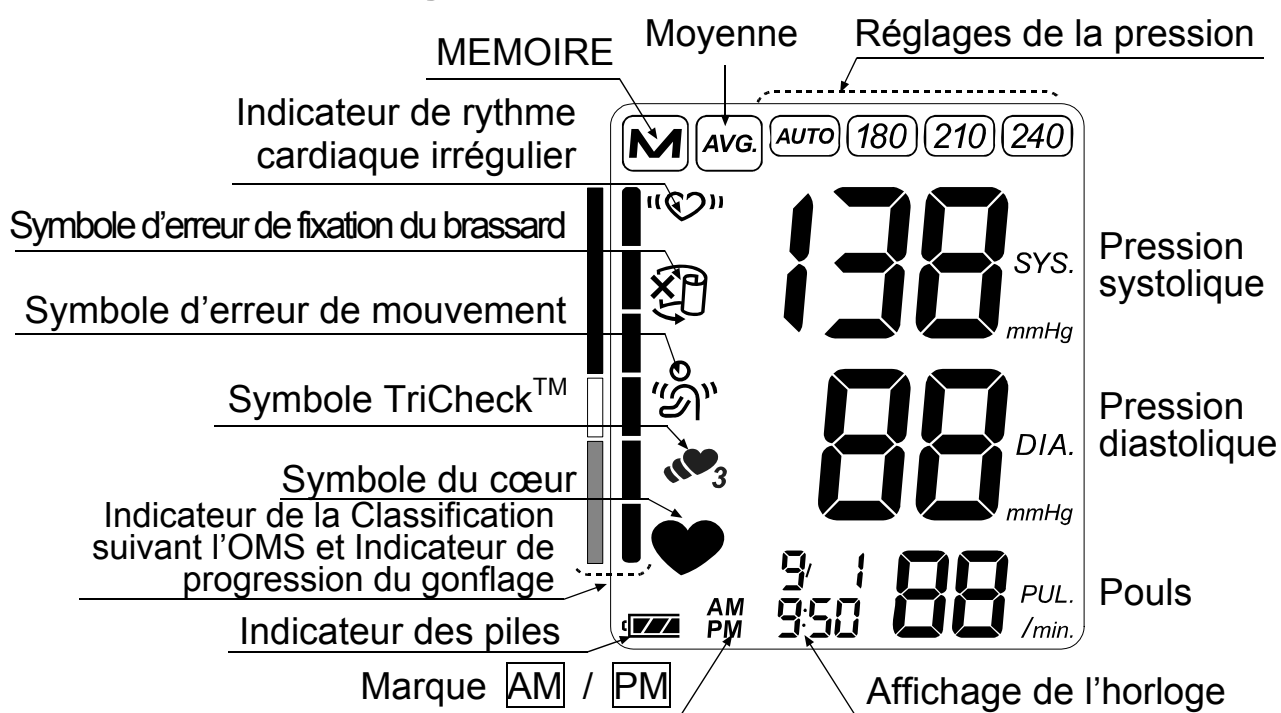 MEMOIRE
Moyenne
Réglages de la pression
Indicateur de rythme
cardiaque irrégulier
Symbole d'erreur de fixation du brassard
Symbole d'erreur de mouvement
Symbole TriCheck™
Symbole du cœur
Indicateur de la Classification
suivant l'OMS et Indicateur de
progression du gonflage
Indicateur des piles
Marque AM / PM
M AVG. AUTO 180 210 240
138 SYS.
mmHg
Pression
systolique
88 DIA.
mmHg
Pression
diastolique
3
AM
PM
9/ 1
9:50
88 PUL.
/min.
Pouls
Affichage de l'horloge